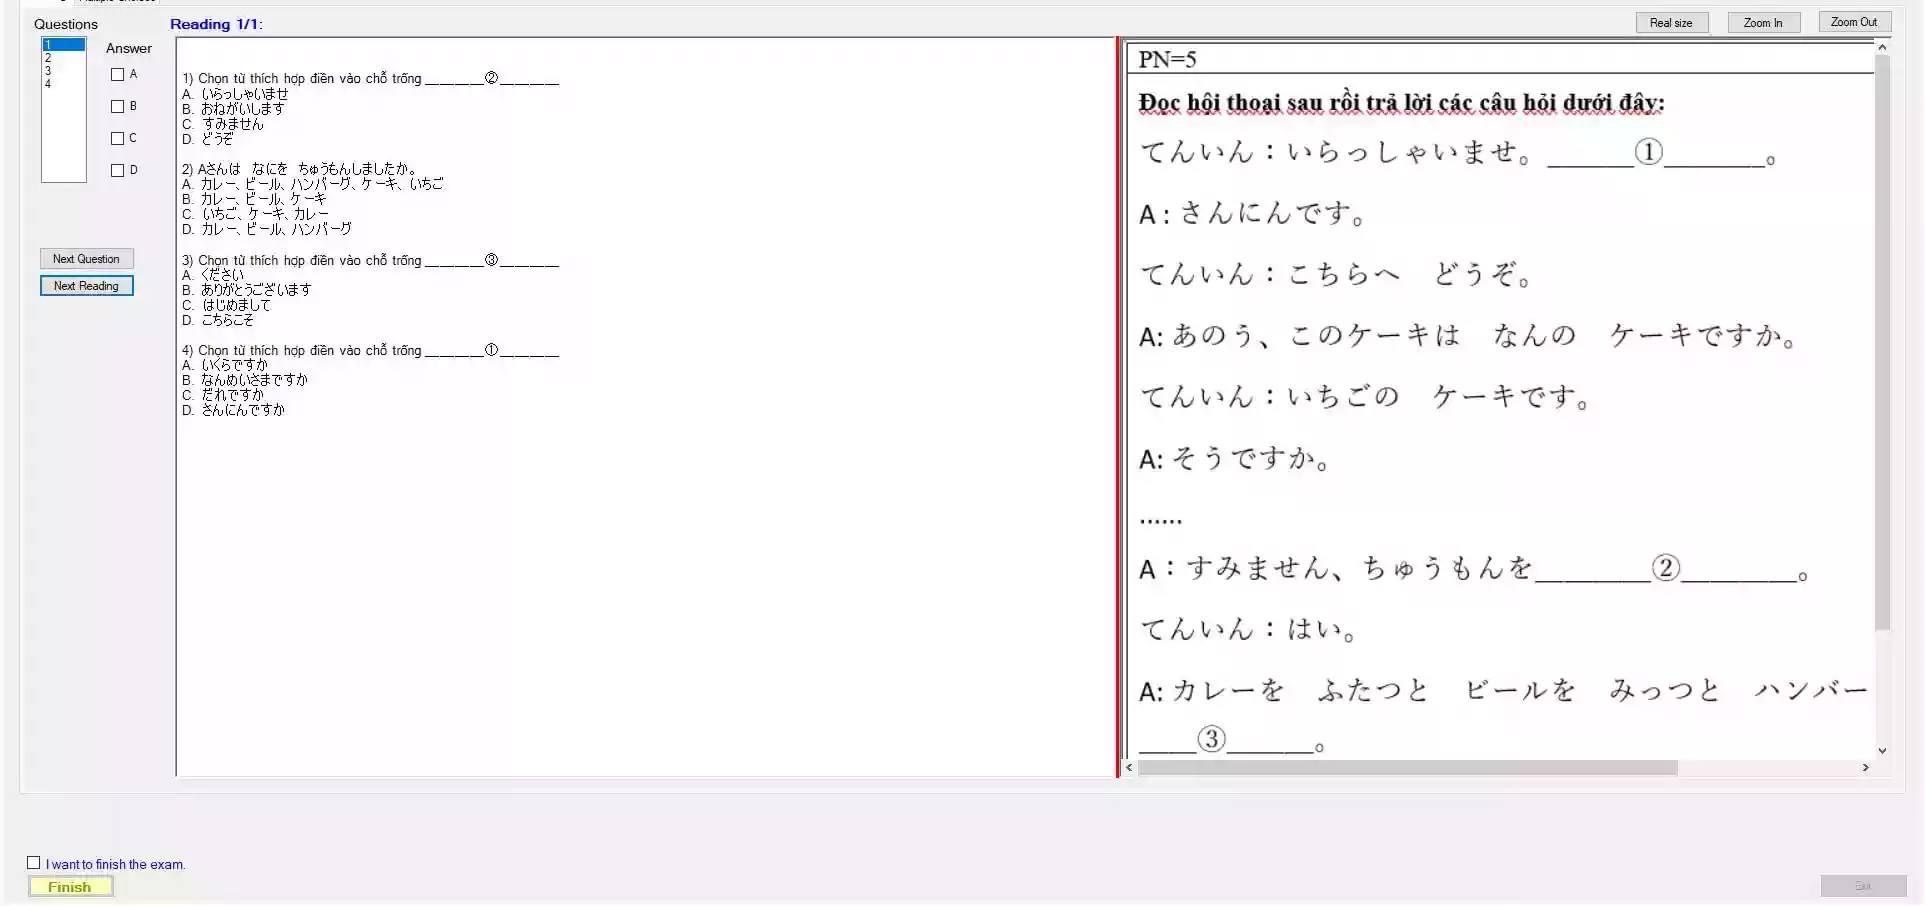 Questions
Reading 1/1:
Real size
Zoom In
Zoom Out
1
2
3
4
Answer
A
B
C
D
Next Question
Next Reading
1) Chọn từ thích hợp điền vào chỗ trống ________②________
A. いらっしゃいませ
B. おねがいします
C. すみません
D. どうぞ
2) Aさんは なにを ちゅうもんしましたか。
A. カレー、ビール、ハンバーグ、ケーキ、いちご
B. カレー、ビール、ケーキ
C. いちご、ケーキ、カレー
D. カレー、ビール、ハンバーグ
3) Chọn từ thích hợp điền vào chỗ trống ________③________
A. ください
B. ありがとうございます
C. はじめまして
D. こちらこそ
4) Chọn từ thích hợp điền vào chỗ trống ________①________
A. いくらですか
B. なんめいさまですか
C. だれですか
D. さんにんですか
PN=5
Đọc hội thoại sau rồi trả lời các câu hỏi dưới đây:
てんいん：いらっしゃいませ。______①_______。
A : さんにんです。
てんいん：こちらへ どうぞ。
A: あのう、このケーキは なんの ケーキですか。
てんいん：いちごの ケーキです。
A: そうですか。
......
A：すみません、ちゅうもんを________②________。
てんいん：はい。
A: カレーを ふたつと ビールを みっつと ハンバー
____③______。
I want to finish the exam.
Finish